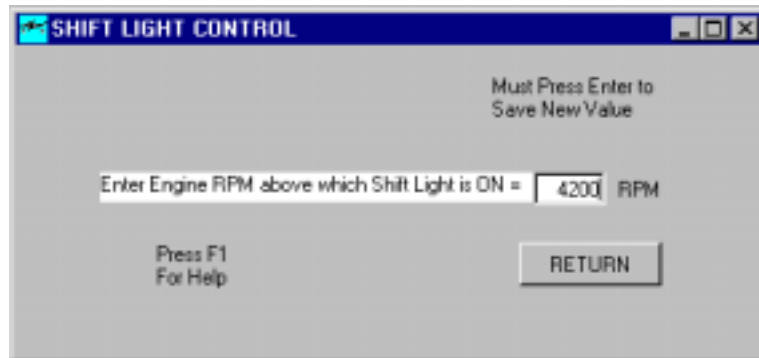 SHIFT LIGHT CONTROL
Must Press Enter to
Save New Value
Enter Engine RPM above which Shift Light is ON = 4200 RPM
Press F1
For Help
RETURN